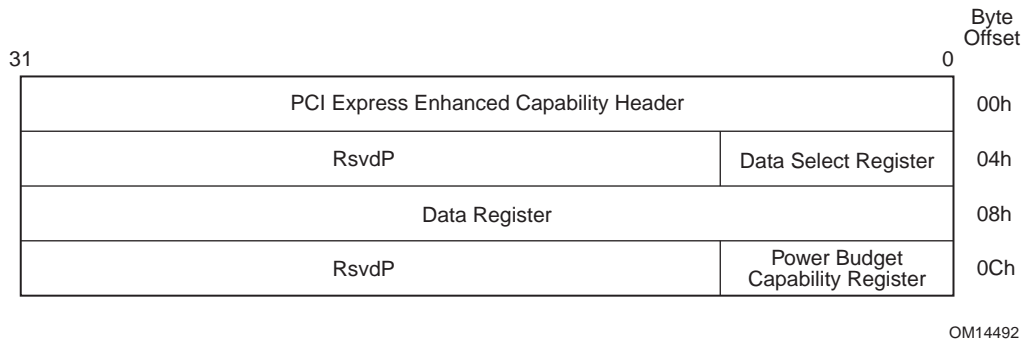 Byte
Offset
31 0
PCI Express Enhanced Capability Header 00h
RsvdP Data Select Register 04h
Data Register 08h
RsvdP Power Budget
Capability Register 0Ch
OM14492